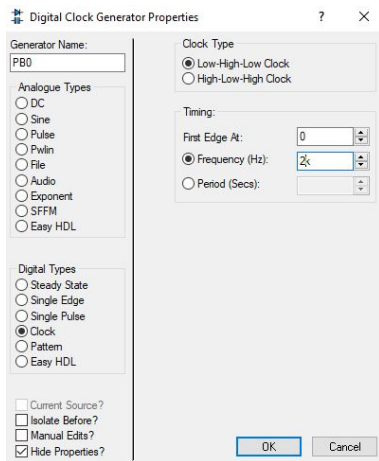 Digital Clock Generator Properties ? ×
Generator Name:
PB0
Analogue Types
DC
Sine
Pulse
Pwlin
File
Audio
Exponent
SFFM
Easy HDL
Digital Types
Steady State
Single Edge
Single Pulse
Clock
Pattern
Easy HDL
Current Source?
Isolate Before?
Manual Edits?
Hide Properties?
Clock Type
Low-High-Low Clock
High-Low-High Clock
Timing:
First Edge At: 0
Frequency (Hz): 2k
Period (Secs):
OK Cancel